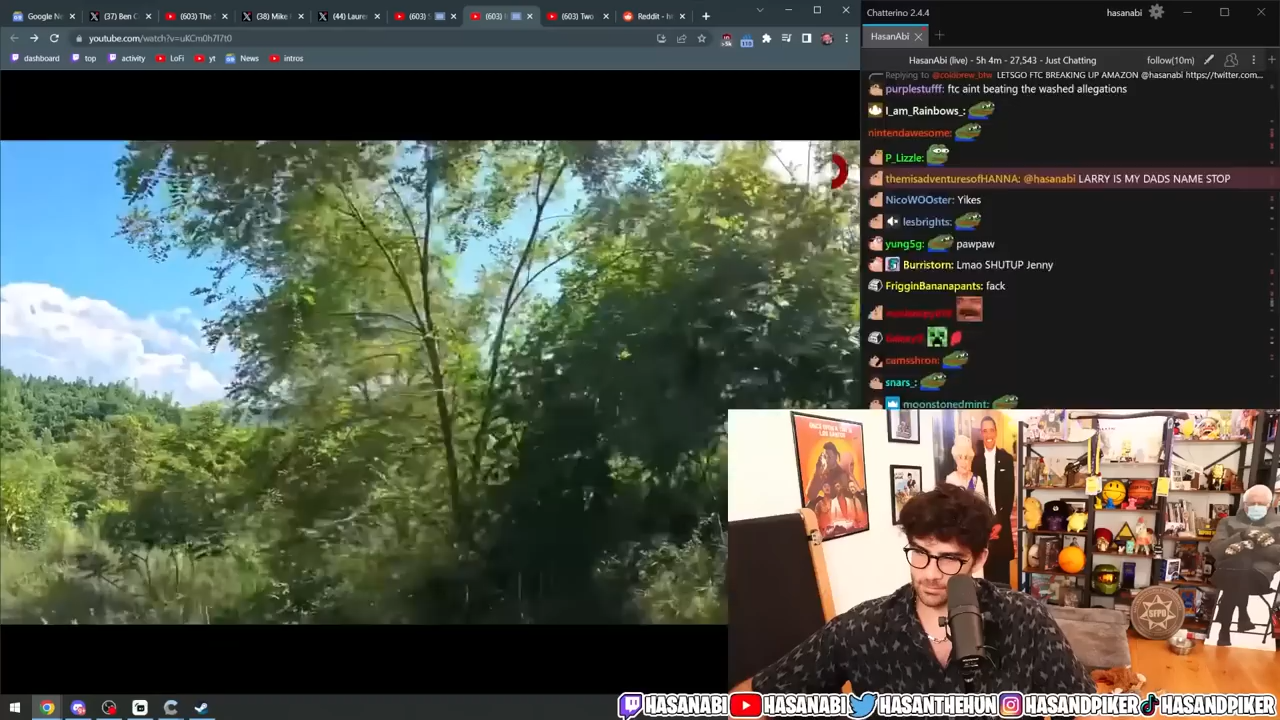 Google Ne
(37) Ben C
(603) The
(38) Mike
(44) Laure
(603)
(603)
(603) Two
Reddit - h
youtube.com/watch?v=uKCm0h7f7t0
dashboard
top
activity
LoFi
yt
News
intros
Chatterino 2.4.4
hasanabi
HasanAbi
HasanAbi (live) - 5h 4m - 27,543 - Just Chatting
follow(10m)
Replying to @coldbrew_btw LETSGO FTC BREAKING UP AMAZON @hasanabi https://twitter.com...
purplestufff: ftc aint beating the washed allegations
I_am_Rainbows_:
nintendawesome:
P_Lizzle:
themisadventuresofHANNA: @hasanabi LARRY IS MY DADS NAME STOP
NicoWOOster: Yikes
lesbrights:
yung5g: pawpaw
Burristorn: Lmao SHUTUP Jenny
FrigginBananapants: fack
camsshron:
snars_:
moonstonedmint:
SFPD
HASANABI
HASANABI
HASANTHEHUN
HASANDPIKER
HASANDPIKER